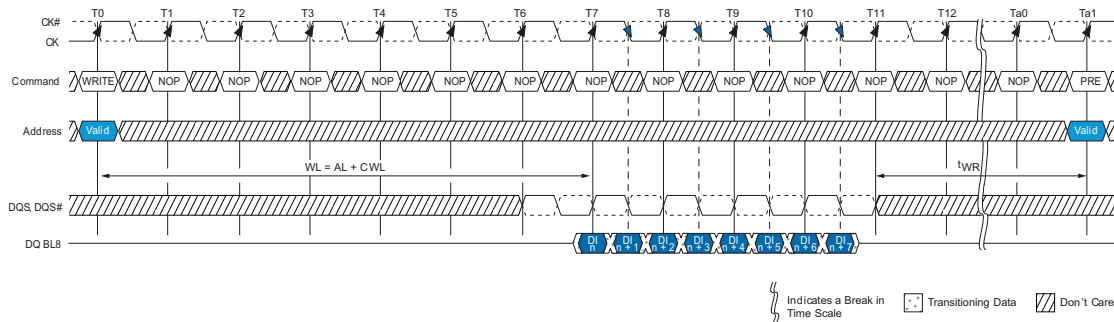 T0 T1 T2 T3 T4 T5 T6 T7 T8 T9 T10 T11 T12 Ta0 Ta1
CK#
CK
Command WRITE NOP NOP NOP NOP NOP NOP NOP NOP NOP NOP NOP NOP NOP PRE
Address Valid Valid
WL = AL + CWL tWR
DQS, DQS#
DQ BL8 DI n DI n + 1 DI n + 2 DI n + 3 DI n + 4 DI n + 5 DI n + 6 DI n + 7
Indicates a Break in
Time Scale
Transitioning Data
Don't Care